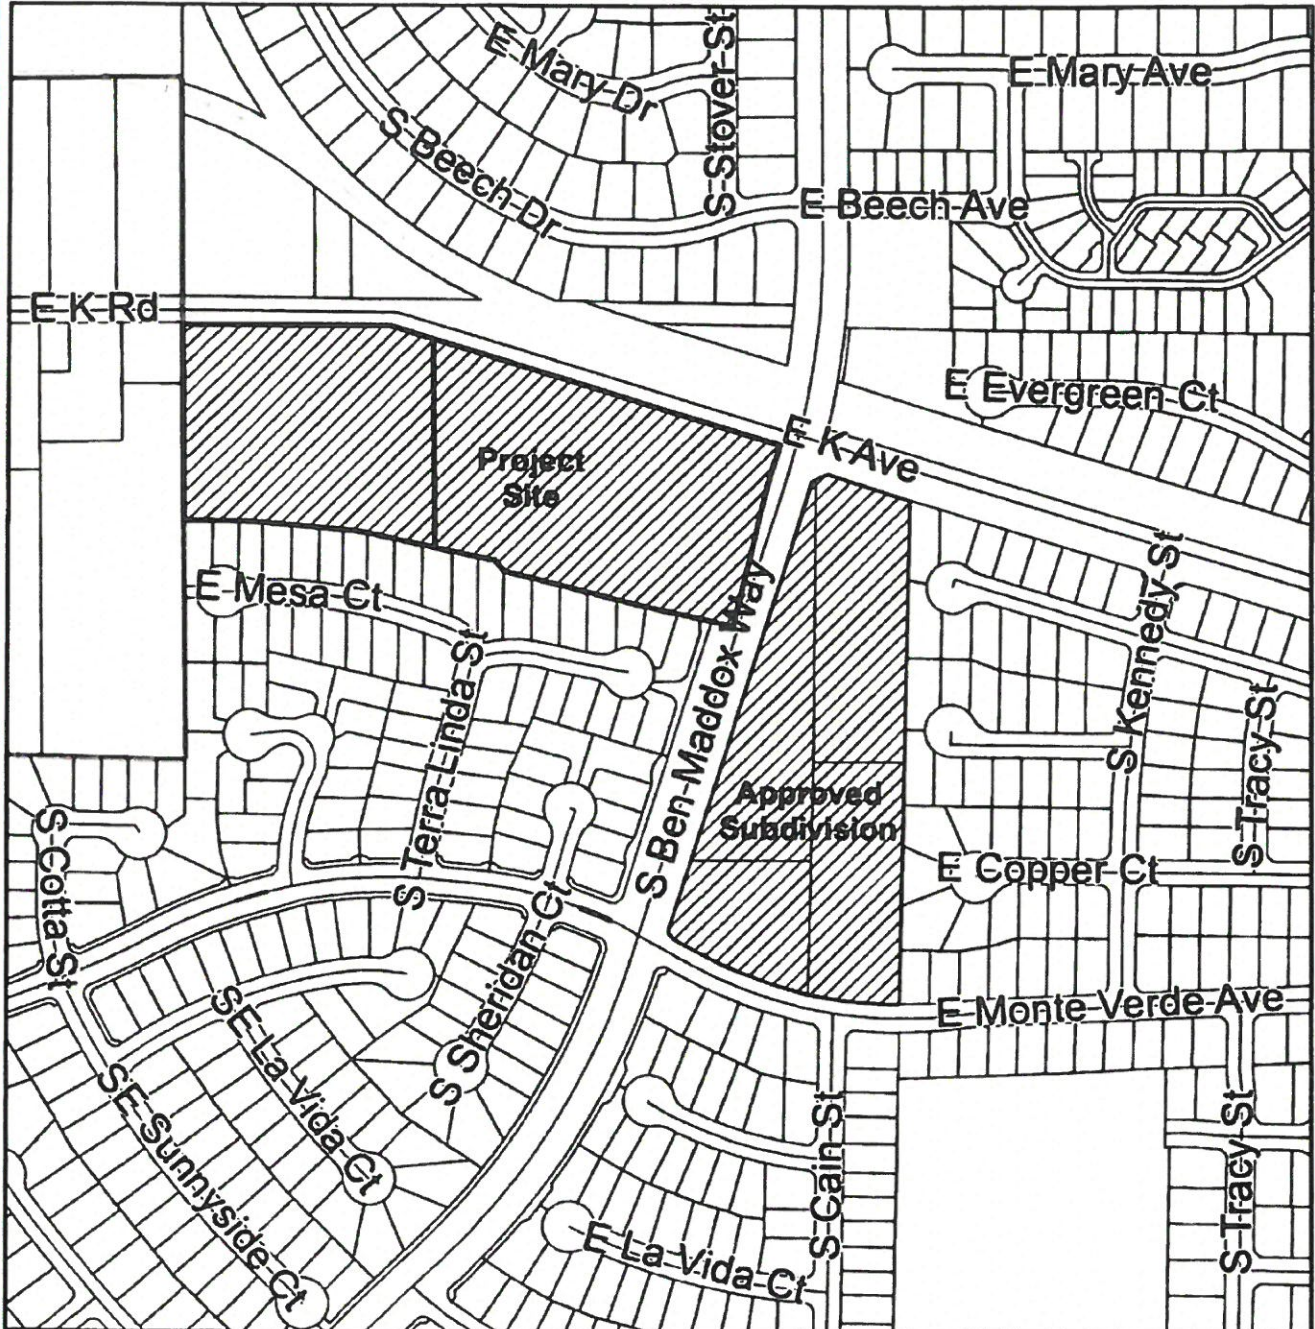 E Mary Dr
S Stover St
E Mary Ave
S Beech Dr
E Beech Ave
E K Rd
E Evergreen Ct
E K Ave
Project
Site
S Kennedy St
E Mesa Ct
S Terra Linda St
S Ben Maddox Way
S Tracy St
Approved
Subdivision
S Cotta St
E Copper Ct
S Sheridan Ct
E Monte Verde Ave
SE La Vida Ct
SE Sunnyside Ct
S Cain St
S Tracy St
E La Vida Ct